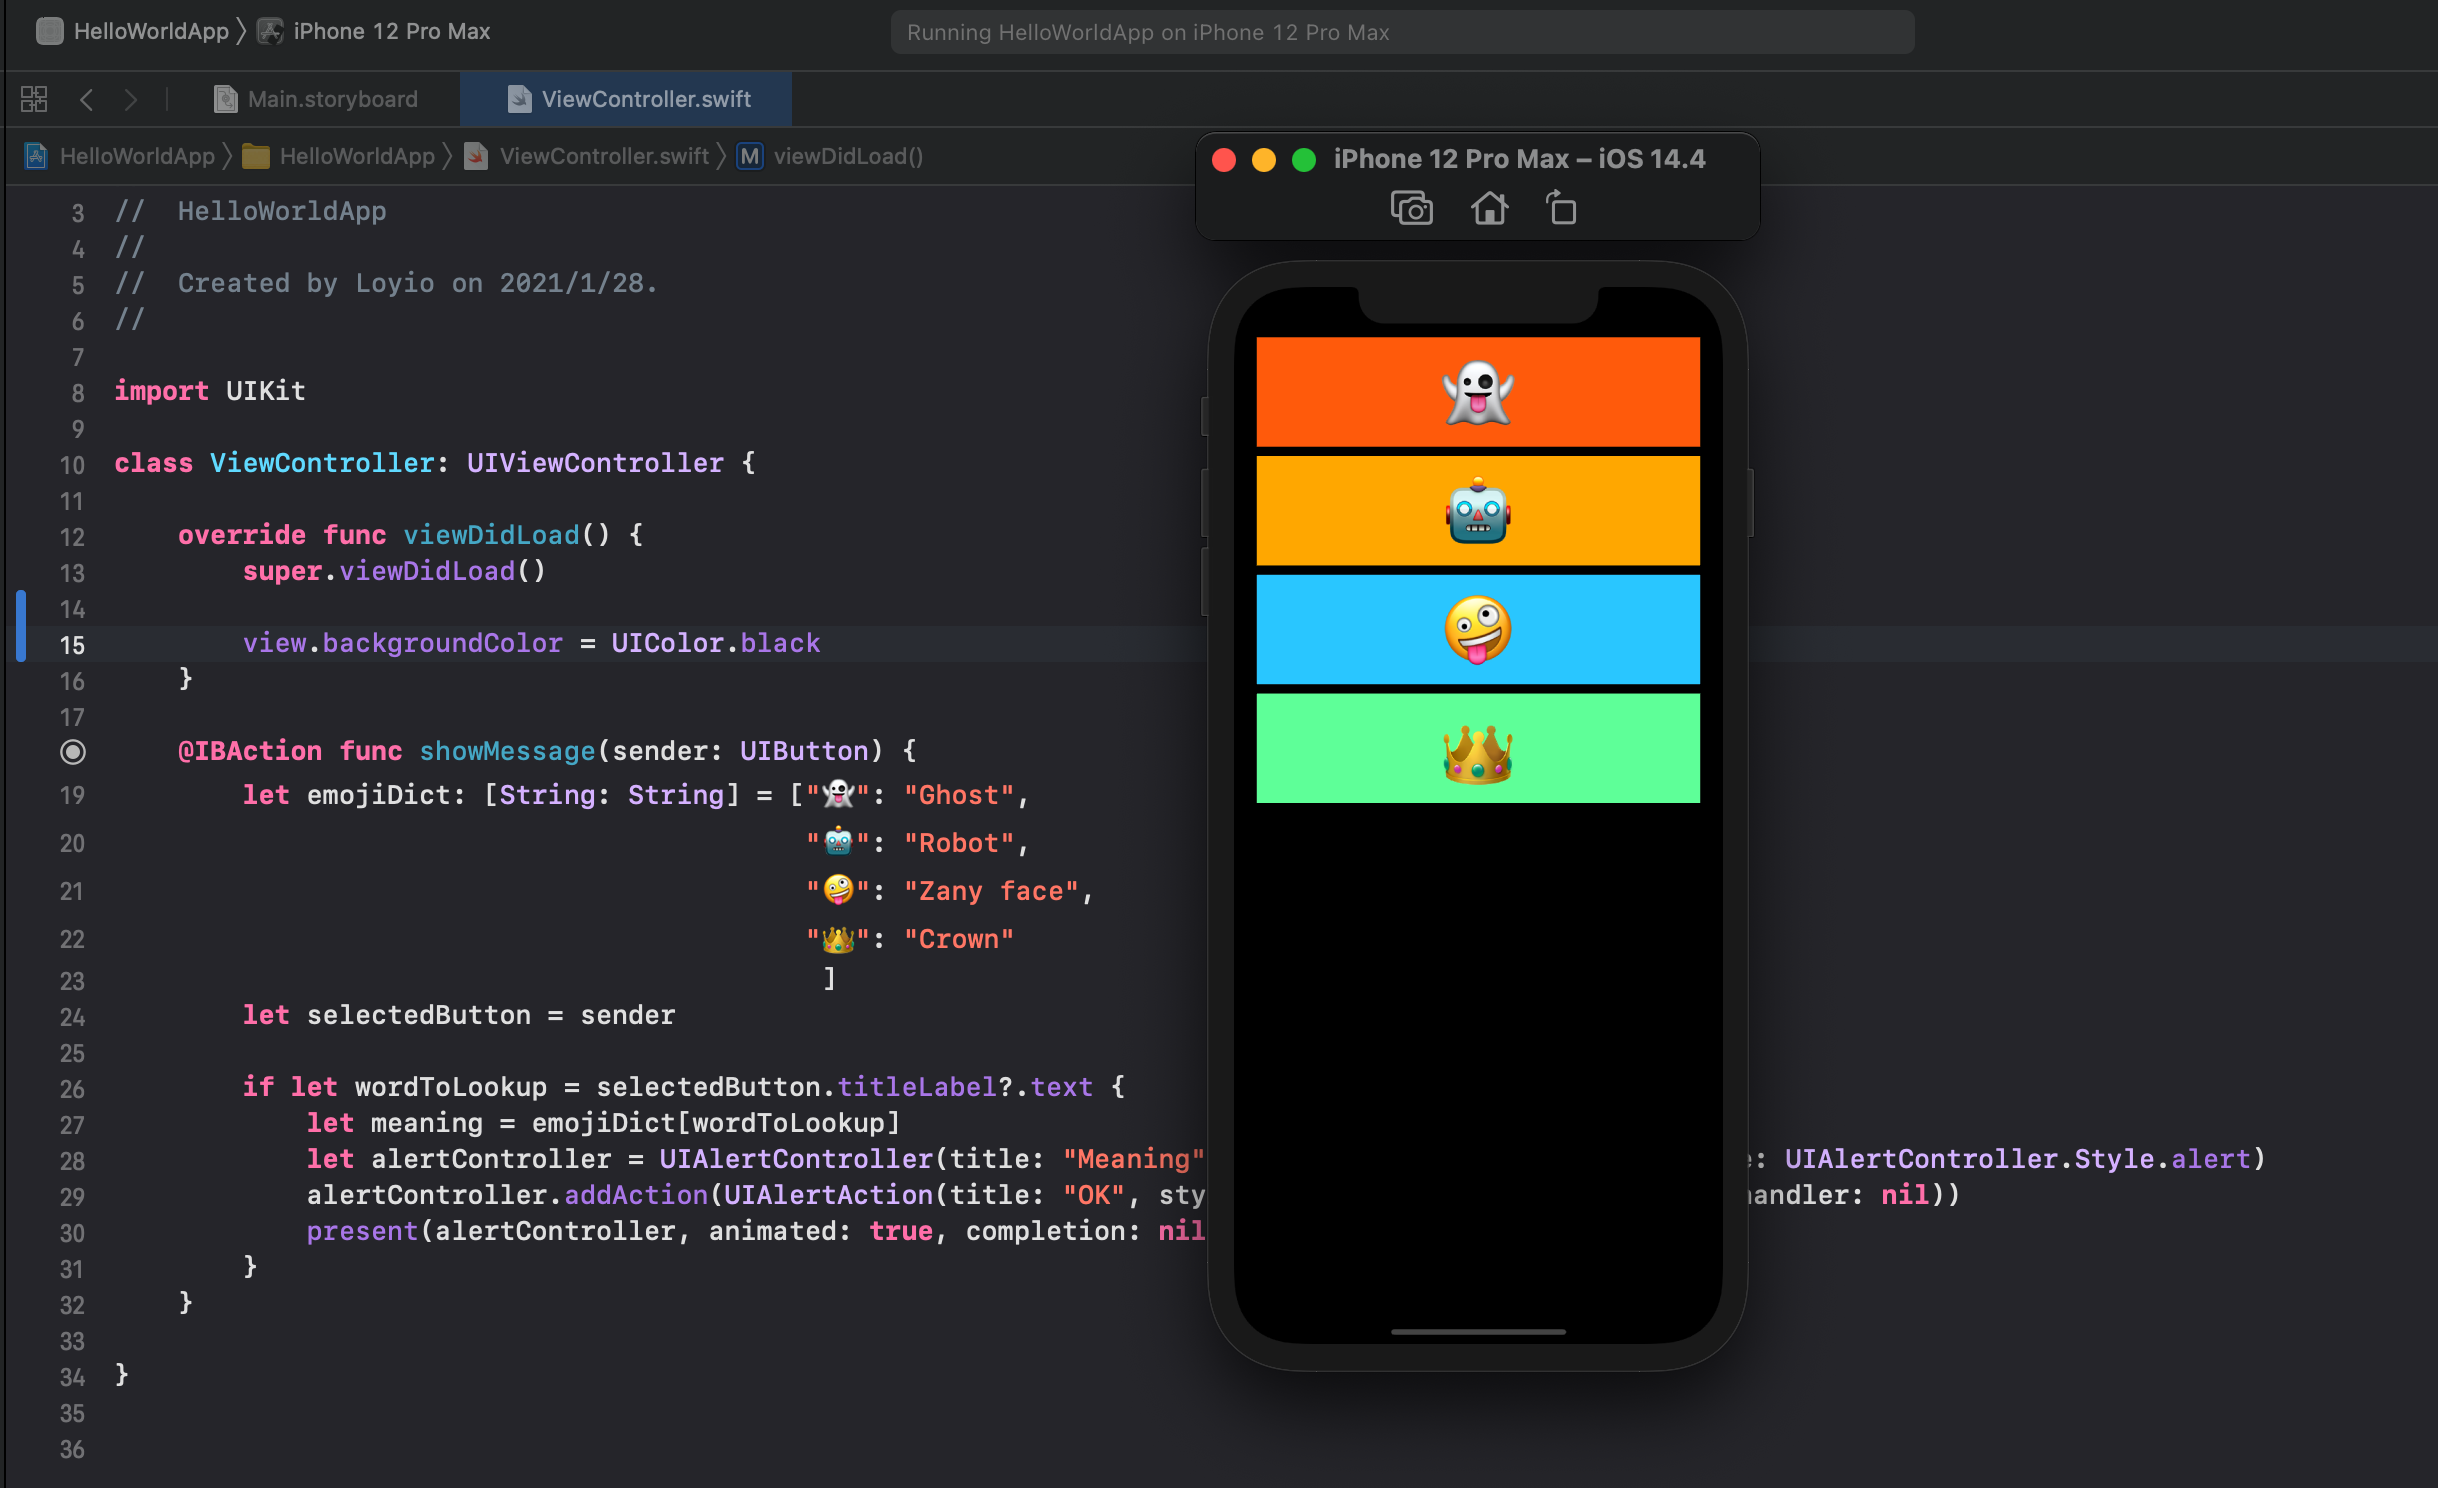 HelloWorldApp 〉 iPhone 12 Pro Max
Running HelloWorldApp on iPhone 12 Pro Max
Main.storyboard
ViewController.swift
HelloWorldApp 〉 HelloWorldApp 〉 ViewController.swift 〉 M viewDidLoad()
iPhone 12 Pro Max – iOS 14.4
3 //  HelloWorldApp
4 //
5 //  Created by Loyio on 2021/1/28.
6 //
7
8 import UIKit
9
10 class ViewController: UIViewController {
11
12     override func viewDidLoad() {
13         super.viewDidLoad()
14
15         view.backgroundColor = UIColor.black
16     }
17
@IBAction func showMessage(sender: UIButton) {
19         let emojiDict: [String: String] = ["👻": "Ghost",
20                                            "🤖": "Robot",
21                                            "🤪": "Zany face",
22                                            "👑": "Crown"
23                                             ]
24         let selectedButton = sender
25
26         if let wordToLookup = selectedButton.titleLabel?.text {
27             let meaning = emojiDict[wordToLookup]
28             let alertController = UIAlertController(title: "Meaning" : UIAlertController.Style.alert)
29             alertController.addAction(UIAlertAction(title: "OK", sty andler: nil))
30             present(alertController, animated: true, completion: nil
31         }
32     }
33
34 }
35
36